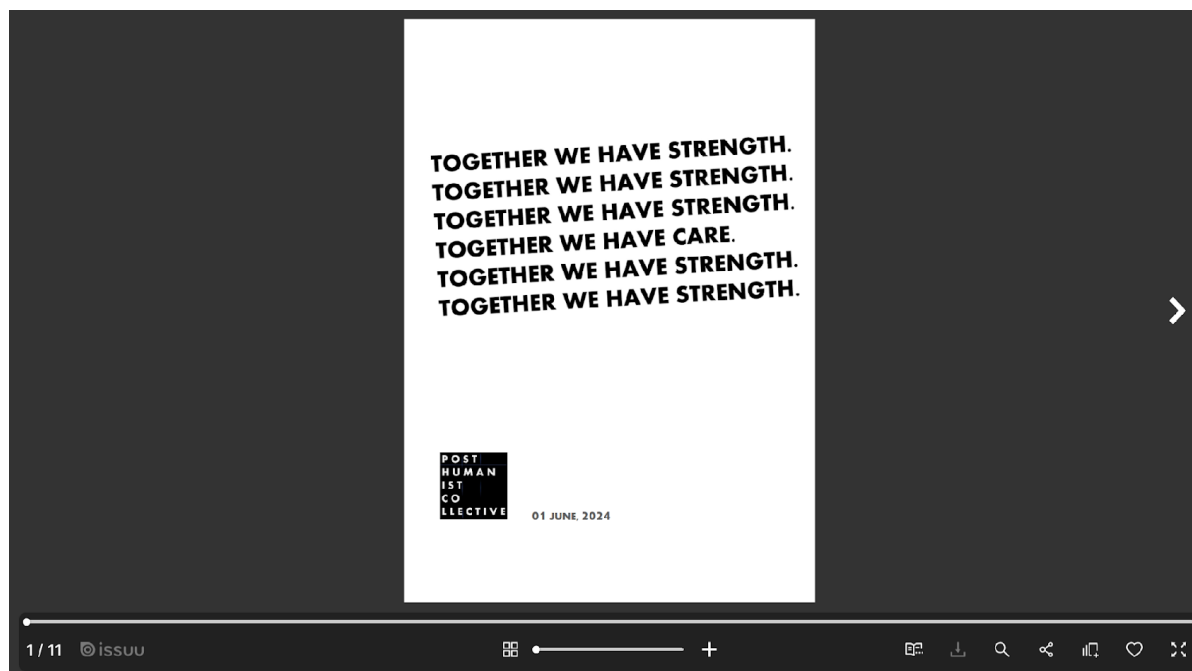 TOGETHER WE HAVE STRENGTH.
TOGETHER WE HAVE STRENGTH.
TOGETHER WE HAVE STRENGTH.
TOGETHER WE HAVE CARE.
TOGETHER WE HAVE STRENGTH.
TOGETHER WE HAVE STRENGTH.
POST
HUMAN
IST
CO
LLECTIVE
01 JUNE, 2024
1 / 11 issuu